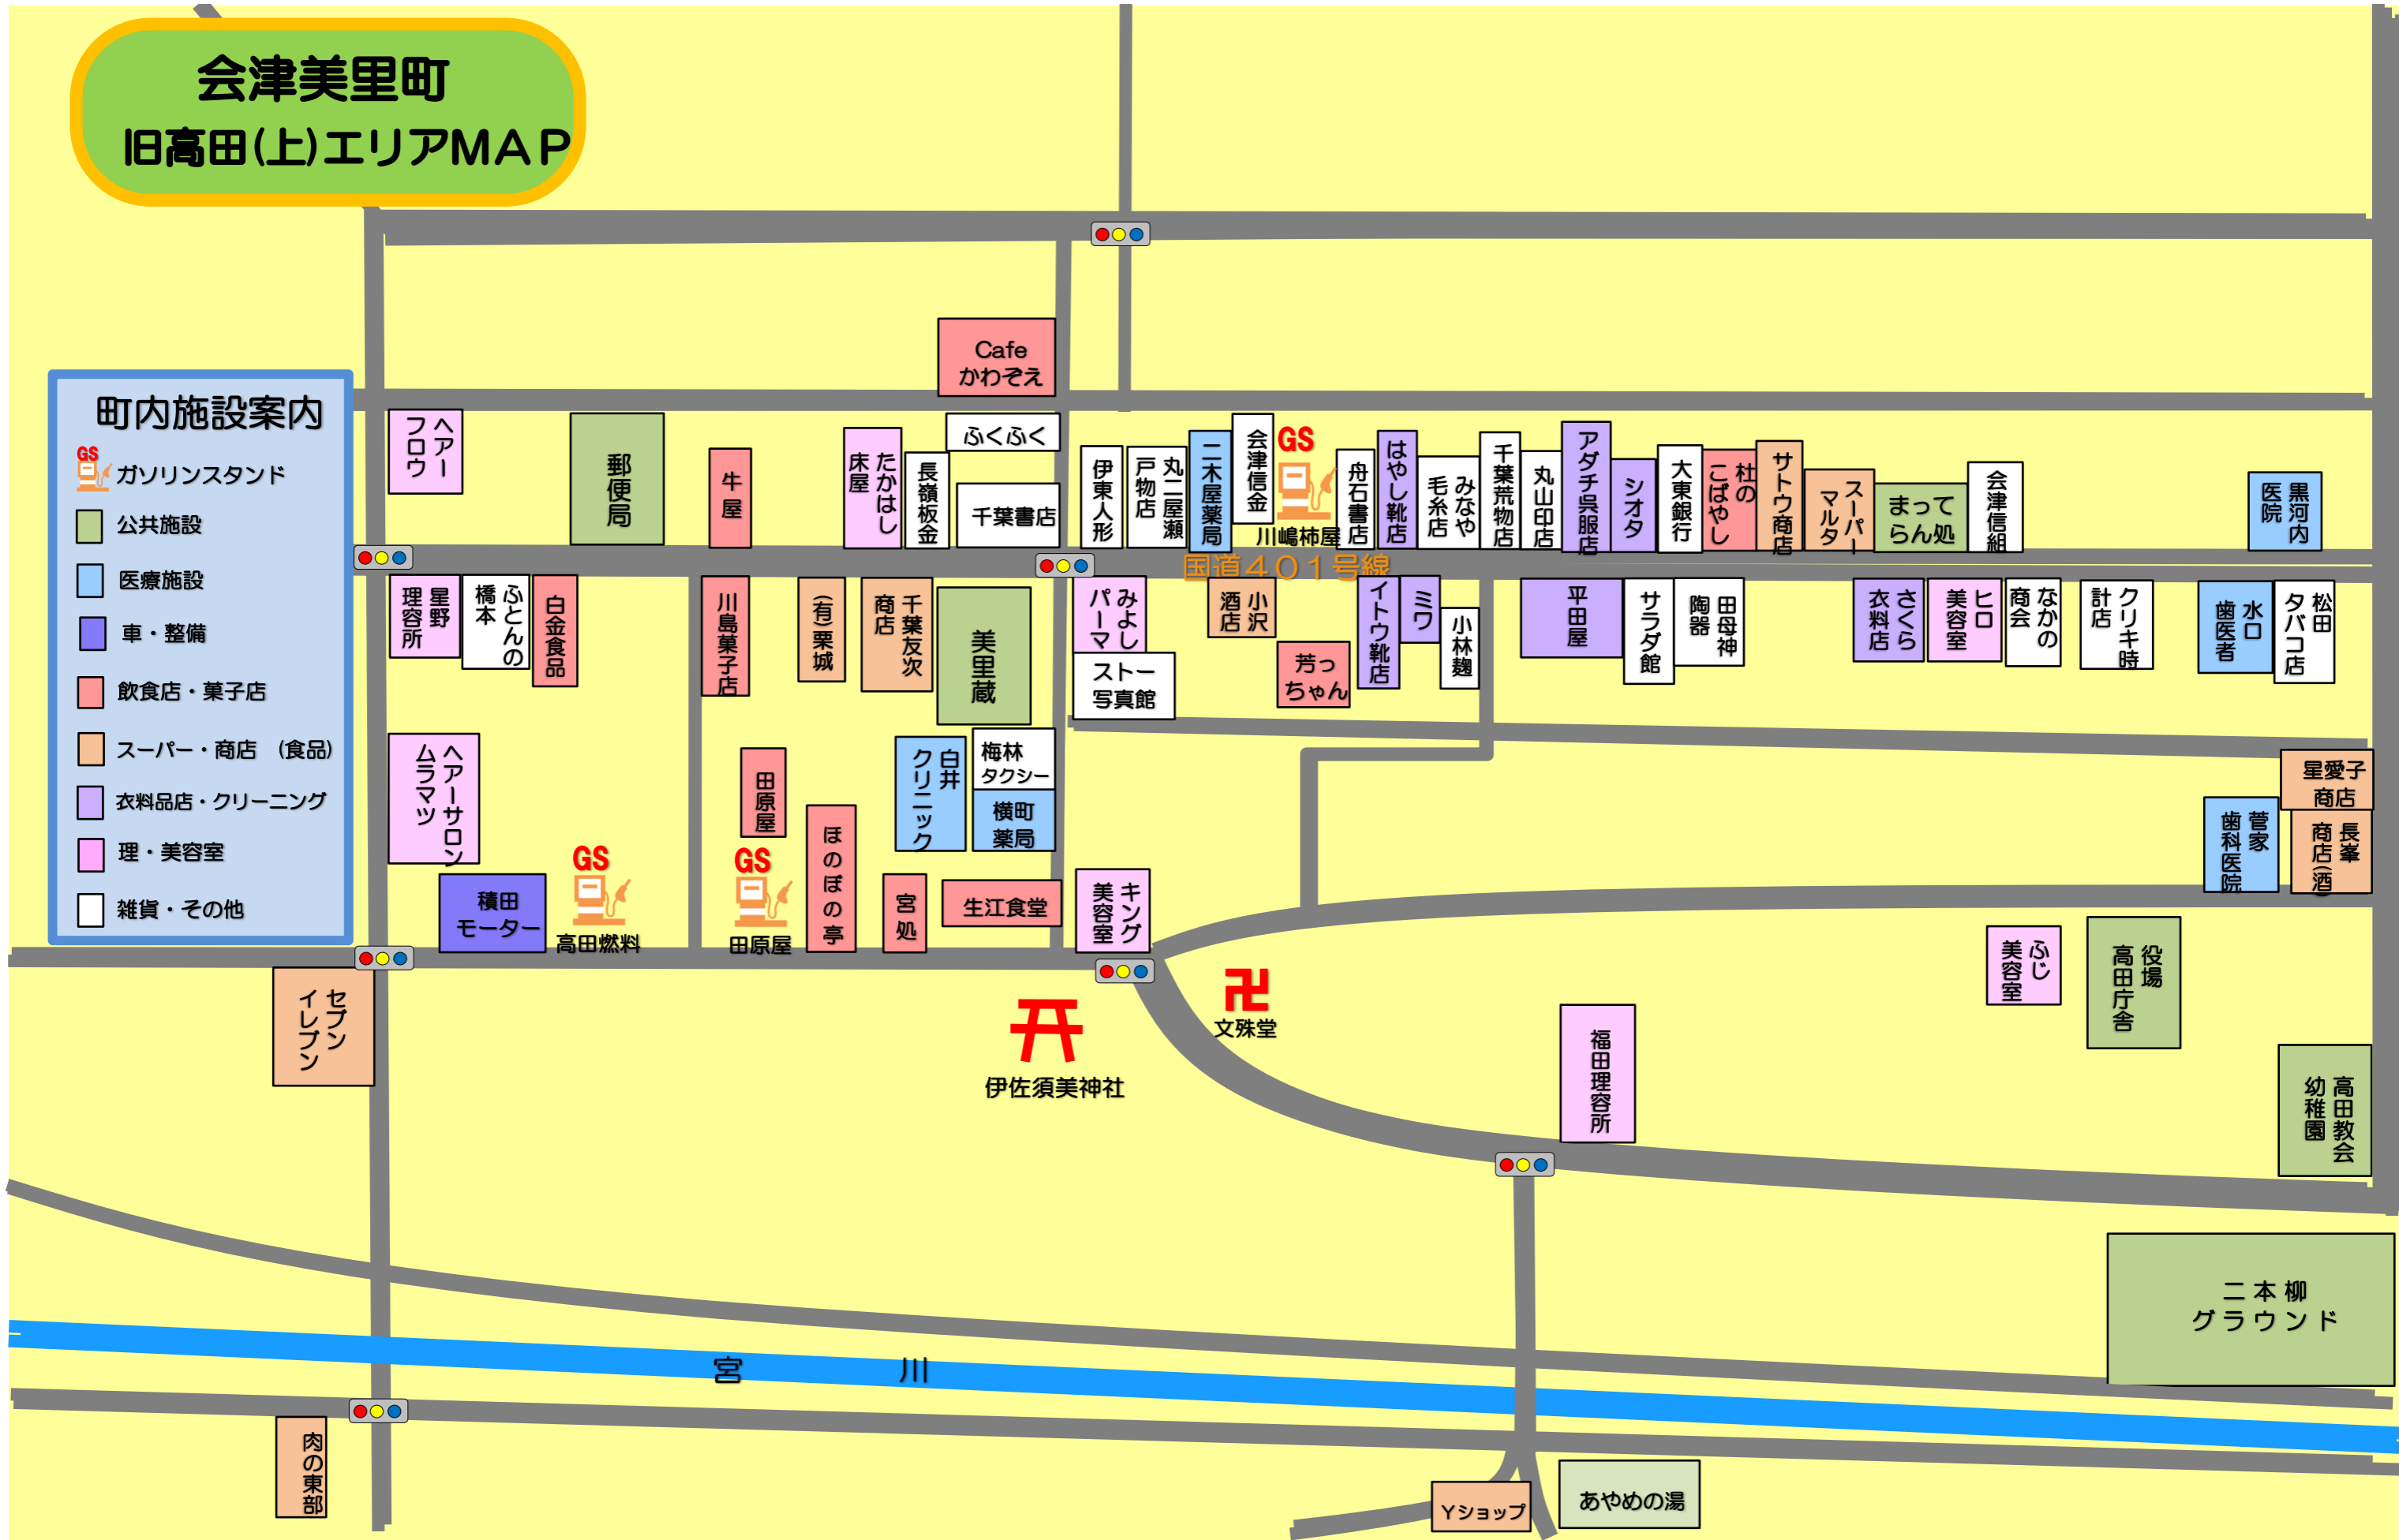 会津美里町
旧高田(上)エリアMAP
町内施設案内
GS
ガソリンスタンド
公共施設
医療施設
車・整備
飲食店・菓子店
スーパー・商店 (食品)
衣料品店・クリーニング
理・美容室
雑貨・その他
Cafe
かわぞえ
ヘアー
フロウ
郵便局
牛屋
たかはし
床屋
長嶺板金
ふくふく
千葉書店
伊東人形
丸二屋瀬
戸物店
二木屋薬局
会津信金
GS
川嶋柿屋
舟石書店
はやし靴店
みなや
毛糸店
千葉荒物店
丸山印店
アダチ呉服店
シオタ
大東銀行
杜の
こばやし
サトウ商店
スーパー
マルタ
まって
らん処
会津信組
黒河内
医院
国道401号線
星野
理容所
ふとんの
橋本
白金食品
川島菓子店
(有)栗城
千葉友次
商店
美里蔵
みよし
パーマ
ストー
写真館
小沢
酒店
芳っ
ちゃん
イトウ靴店
ミワ
小林麹
平田屋
サラダ館
田母神
陶器
さくら
衣料店
ヒロ
美容室
なかの
商会
クリキ時
計店
水口
歯医者
松田
タバコ店
ヘアーサロン
ムラマツ
田原屋
ほのぼの亭
白井
クリニック
梅林
タクシー
横町
薬局
星愛子
商店
菅家
歯科医院
長峯
商店(酒)
積田
モーター
GS
高田燃料
GS
田原屋
宮処
生江食堂
キング
美容室
セブン
イレブン
伊佐須美神社
卍
文殊堂
福田理容所
ふじ
美容室
役場
高田庁舎
高田教会
幼稚園
二本柳
グラウンド
宮川
肉の東部
Yショップ
あやめの湯